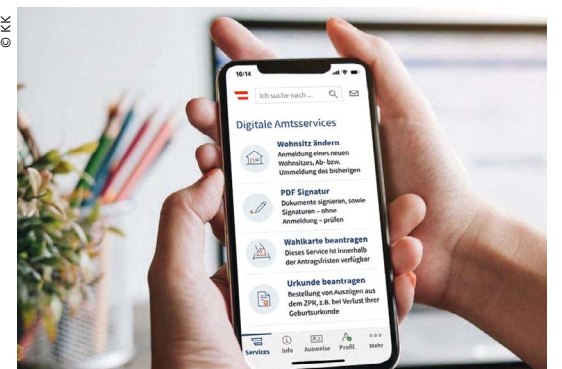 © KK
16:14
Ich suche nach ...
Digitale Amtsservices
Wohnsitz ändern
Anmeldung eines neuen
Wohnsitzes, Ab- bzw.
Ummeldung des bisherigen
PDF Signatur
Dokumente signieren, sowie
Signaturen – ohne
Anmeldung – prüfen
Wahlkarte beantragen
Dieses Service ist innerhalb
der Antragsfristen verfügbar
Urkunde beantragen
Bestellung von Auszügen aus
dem ZPR, z.B. bei Verlust Ihrer
Geburtsurkunde
Services Info Ausweise Profil Mehr